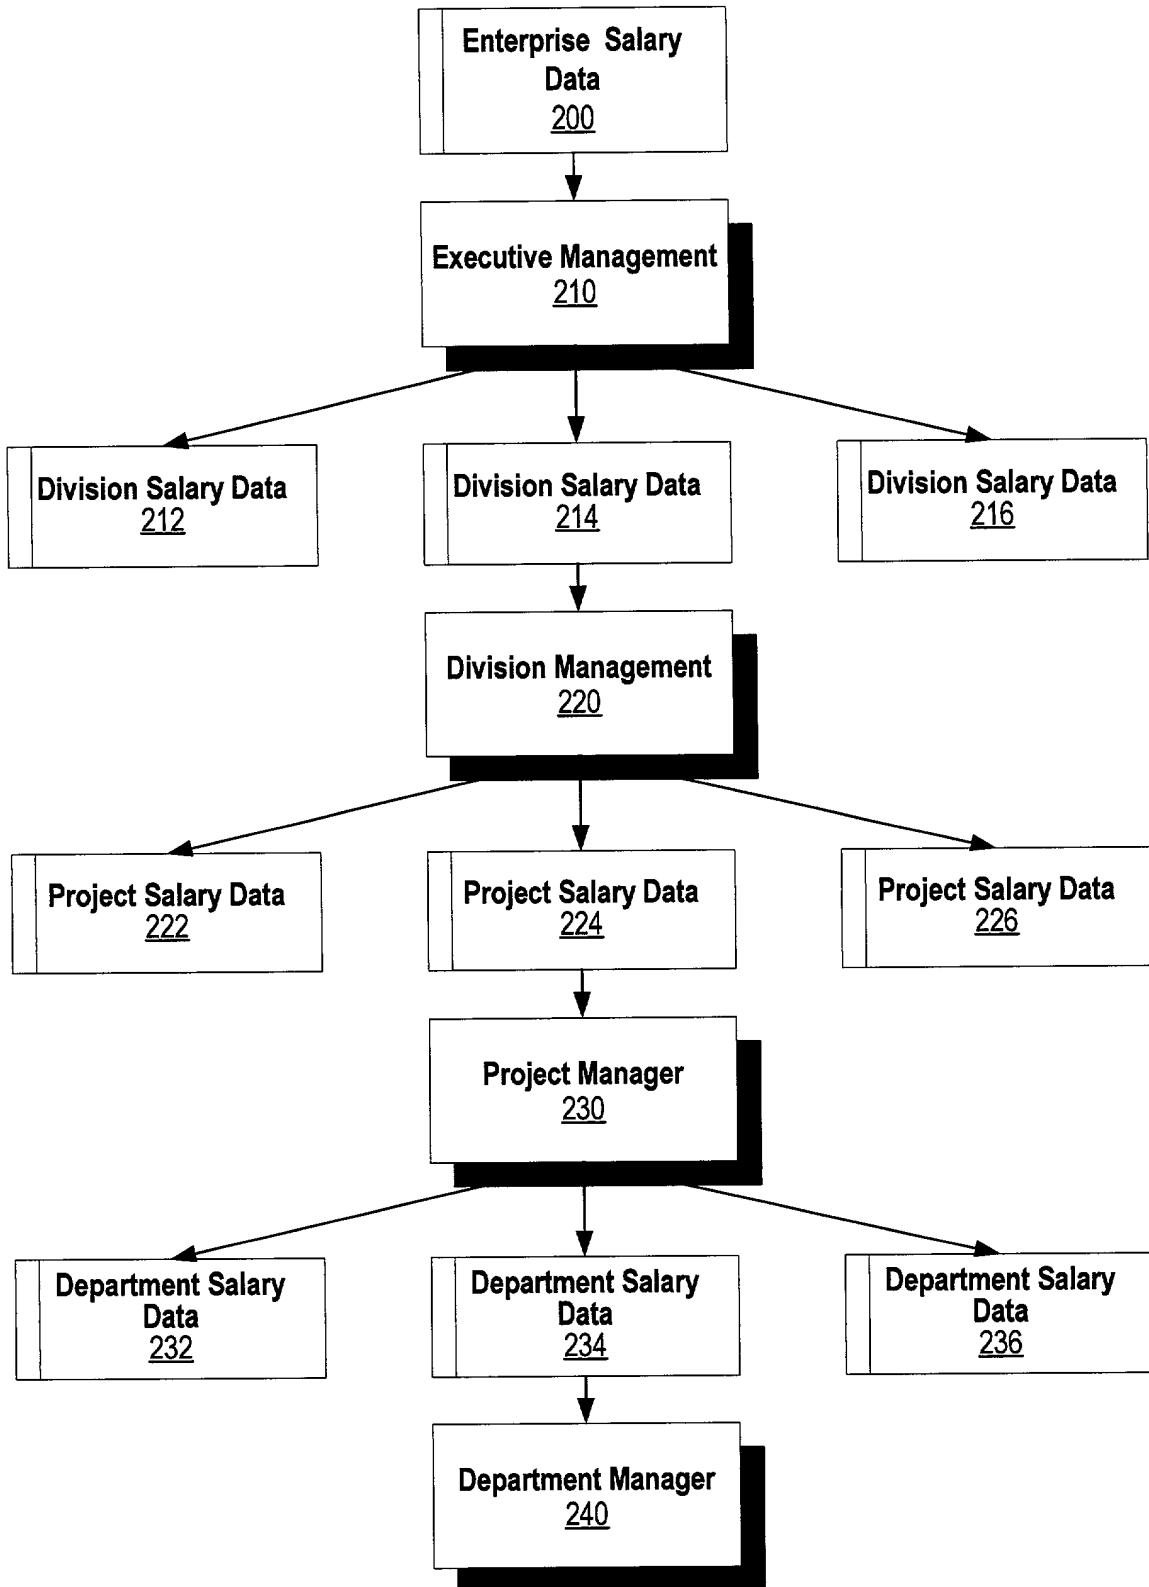 Enterprise Salary
Data
200
Executive Management
210
Division Salary Data
212
Division Salary Data
214
Division Salary Data
216
Division Management
220
Project Salary Data
222
Project Salary Data
224
Project Salary Data
226
Project Manager
230
Department Salary
Data
232
Department Salary
Data
234
Department Salary
Data
236
Department Manager
240